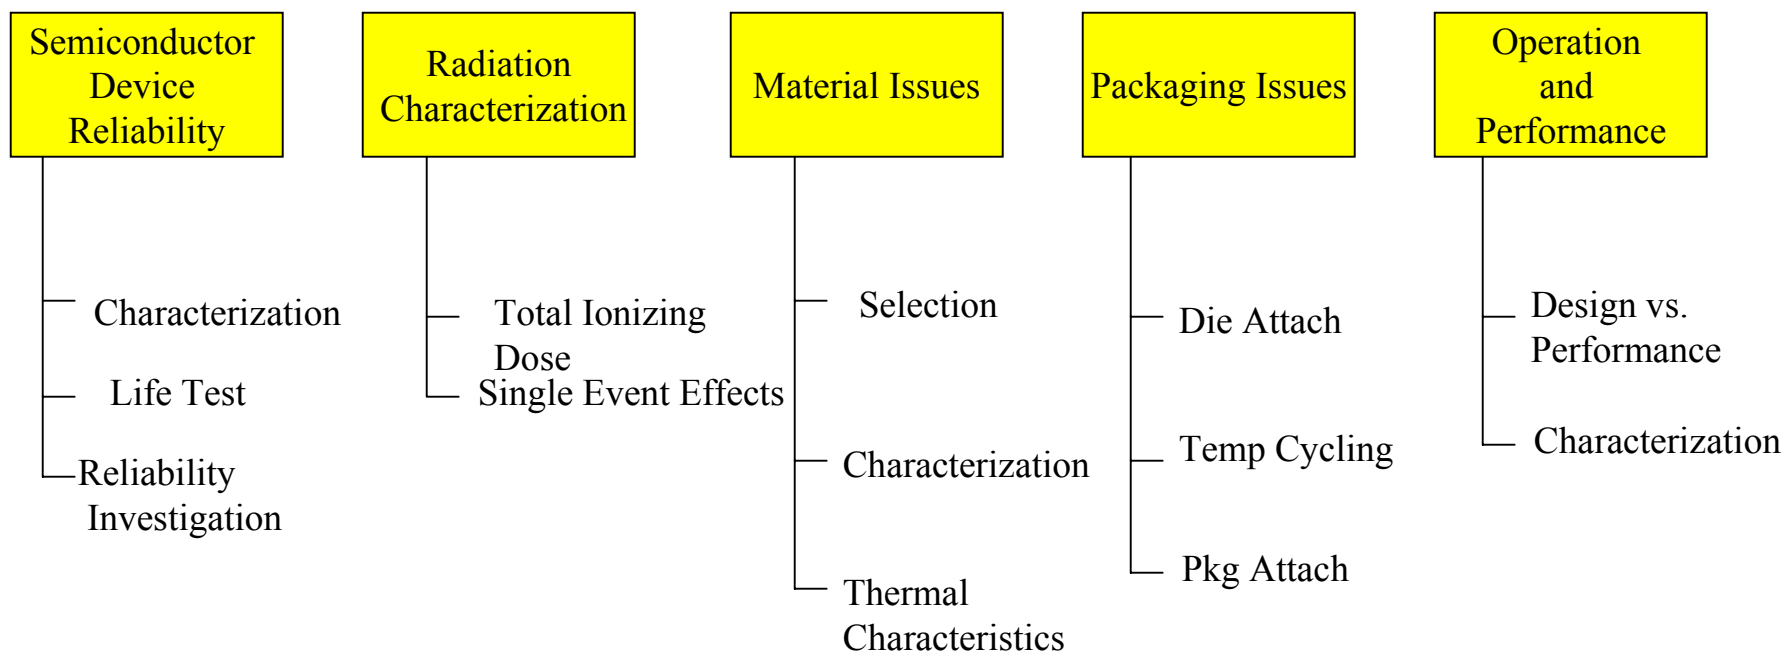 Semiconductor
Device
Reliability
Characterization
Life Test
Reliability
Investigation
Radiation
Characterization
Total Ionizing
Dose
Single Event Effects
Material Issues
Selection
Characterization
Thermal
Characteristics
Packaging Issues
Die Attach
Temp Cycling
Pkg Attach
Operation
and
Performance
Design vs.
Performance
Characterization